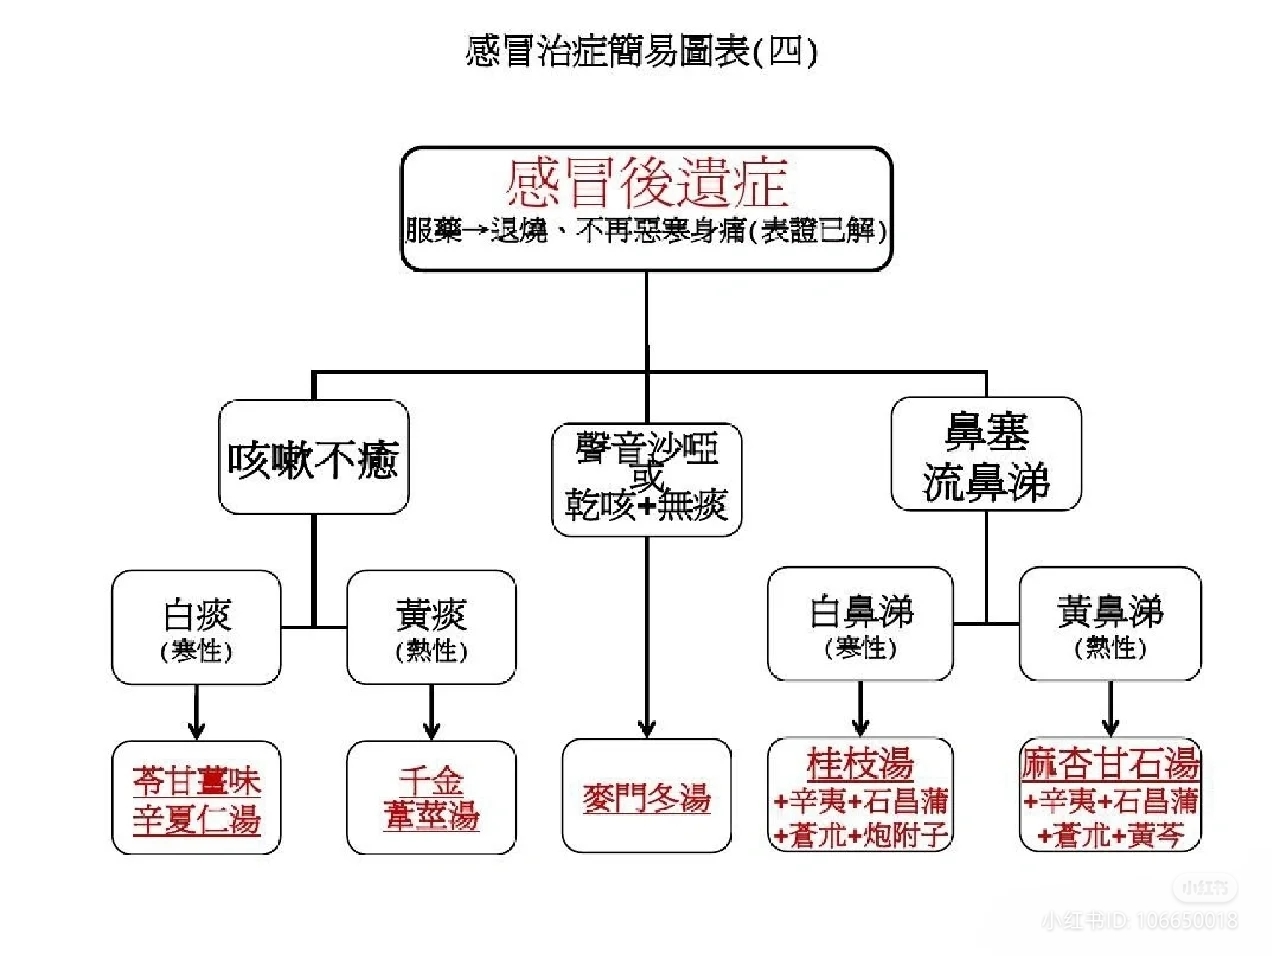 感冒治症簡易圖表(四)
感冒後遺症
服藥→退燒、不再惡寒身痛(表證已解)
咳嗽不癒
聲音沙啞
或
乾咳+無痰
鼻塞
流鼻涕
白痰
(寒性)
黃痰
(熱性)
白鼻涕
(寒性)
黃鼻涕
(熱性)
苓甘薑味
辛夏仁湯
千金
葦莖湯
麥門冬湯
桂枝湯
+辛夷+石昌蒲
+蒼朮+炮附子
麻杏甘石湯
+辛夷+石昌蒲
+蒼朮+黃芩
小红书
小红书ID: 106650018